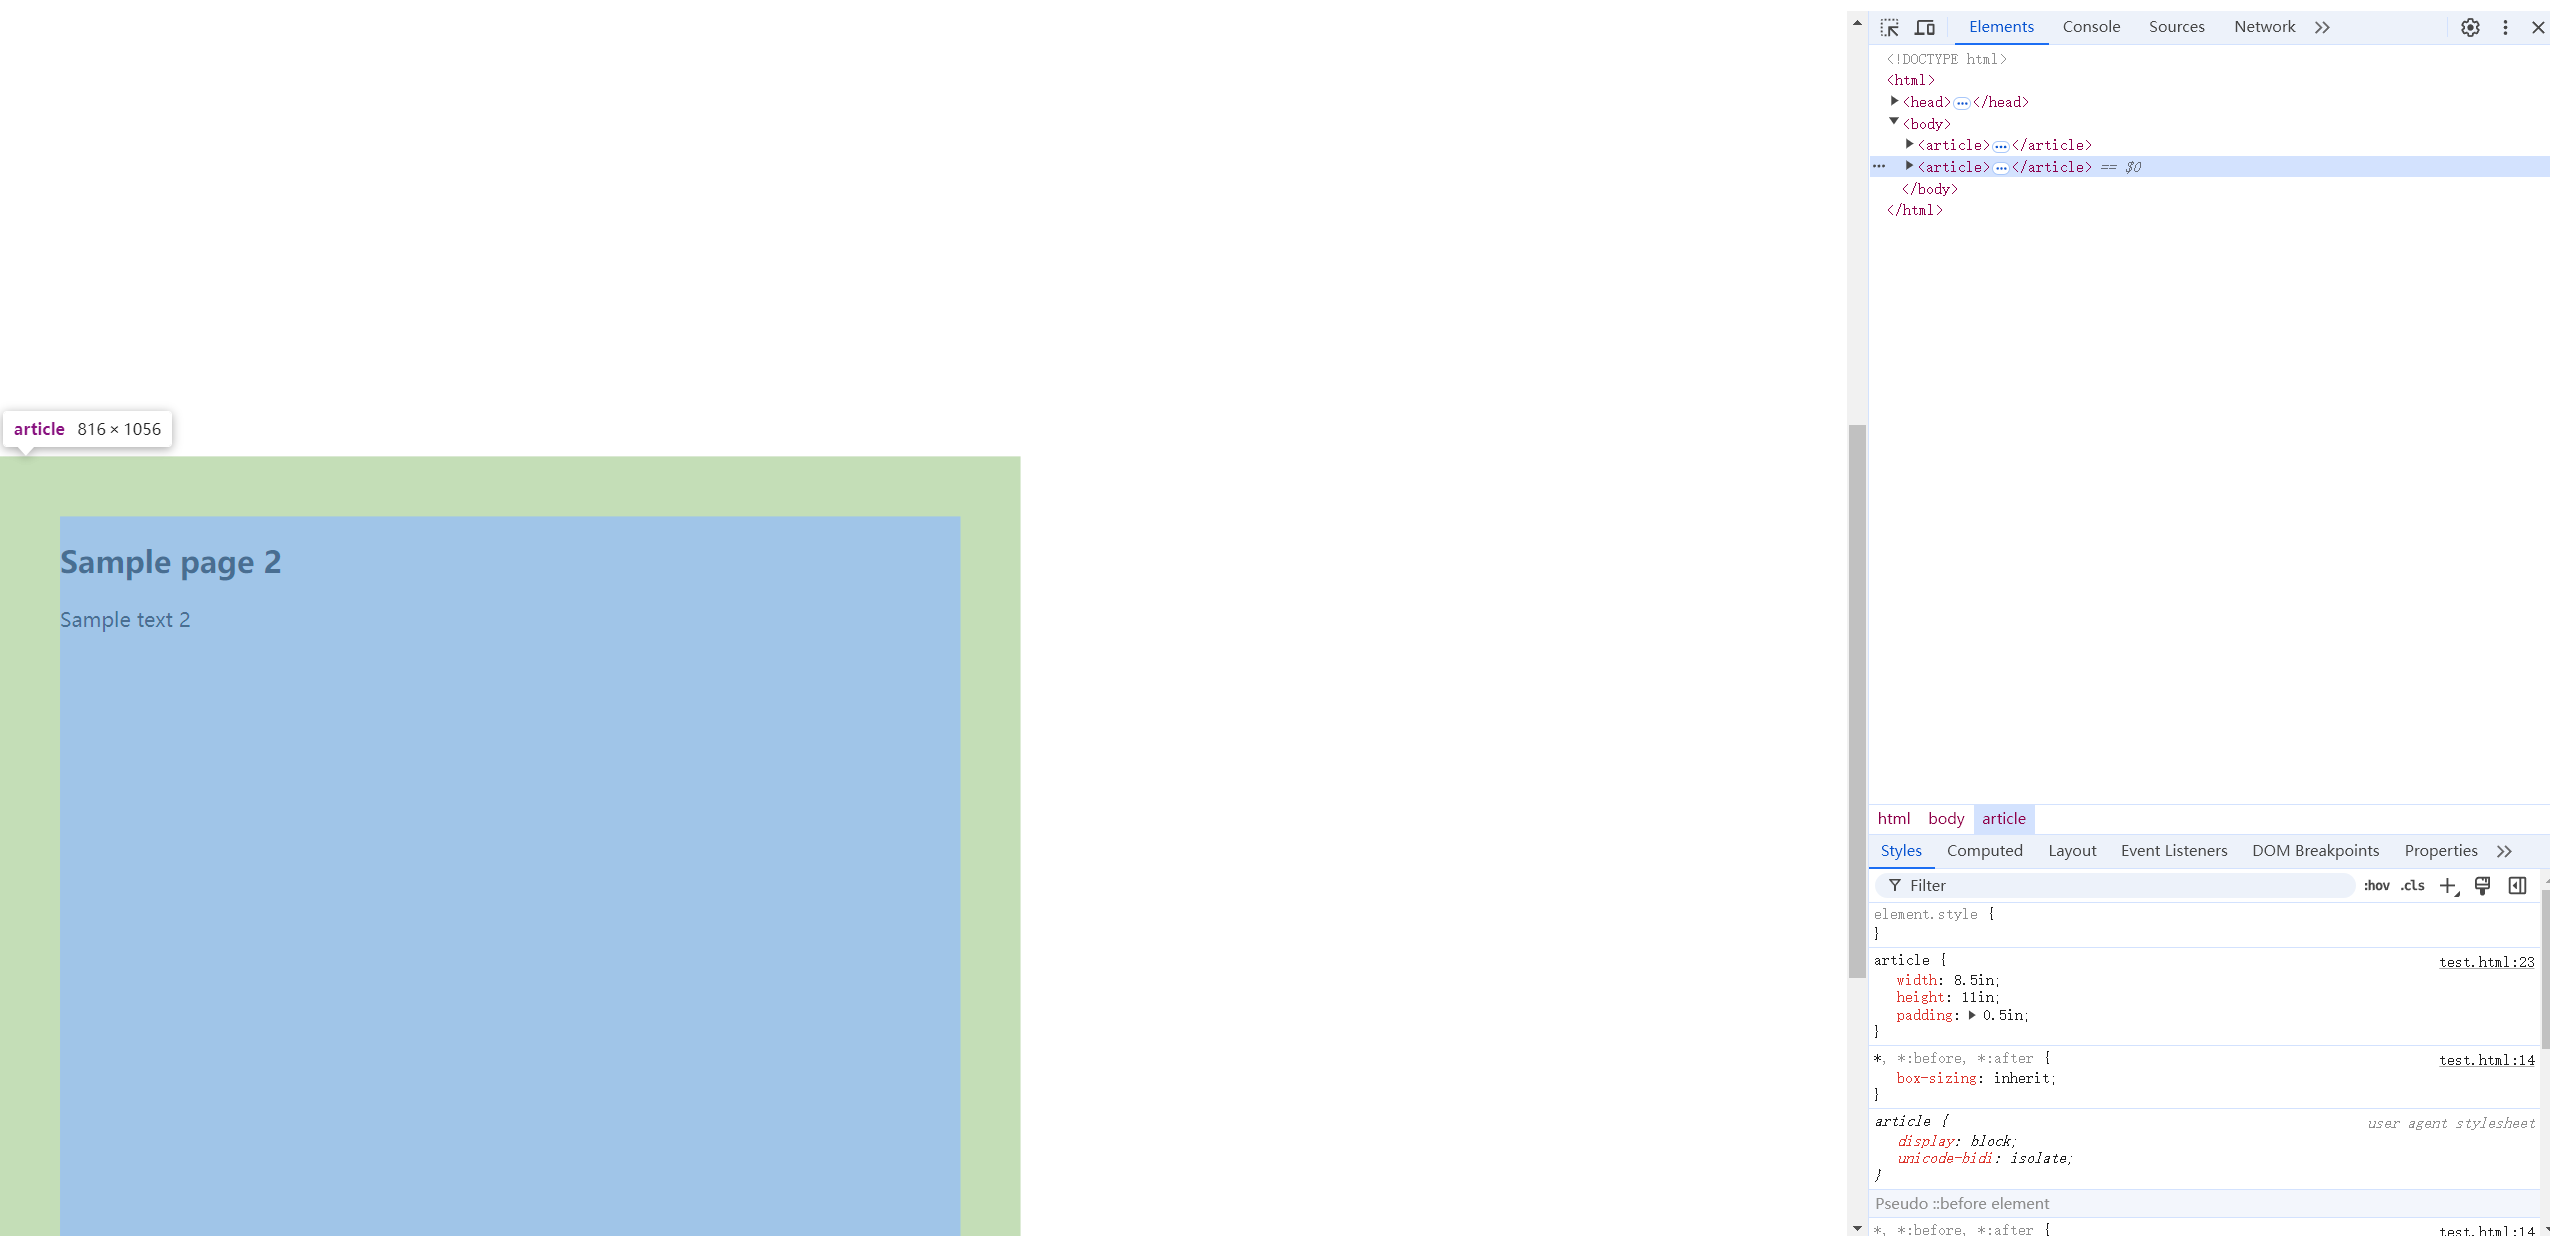 article 816 × 1056
Sample page 2
Sample text 2
Elements Console Sources Network
<!DOCTYPE html>
<html>
<head>…</head>
<body>
<article>…</article>
… <article>…</article> == $0
</body>
</html>
html body article
Styles Computed Layout Event Listeners DOM Breakpoints Properties
Filter :hov .cls
element.style {
}
article { test.html:23
width: 8.5in;
height: 11in;
padding: 0.5in;
}
*, *:before, *:after { test.html:14
box-sizing: inherit;
}
article { user agent stylesheet
display: block;
unicode-bidi: isolate;
}
Pseudo ::before element
*, *:before, *:after { test.html:14